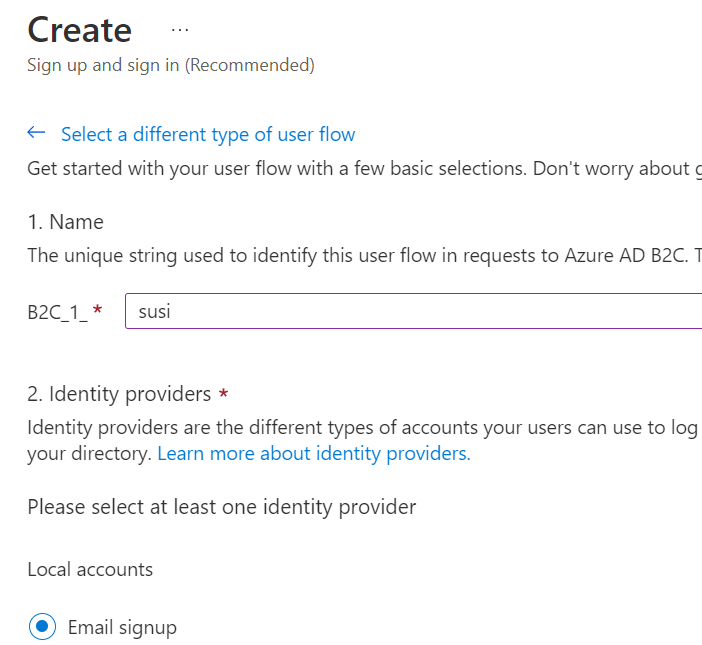 Create ...
Sign up and sign in (Recommended)
← Select a different type of user flow
Get started with your user flow with a few basic selections. Don't worry about
1. Name
The unique string used to identify this user flow in requests to Azure AD B2C.
B2C_1_ * susi
2. Identity providers *
Identity providers are the different types of accounts your users can use to log
your directory. Learn more about identity providers.
Please select at least one identity provider
Local accounts
Email signup